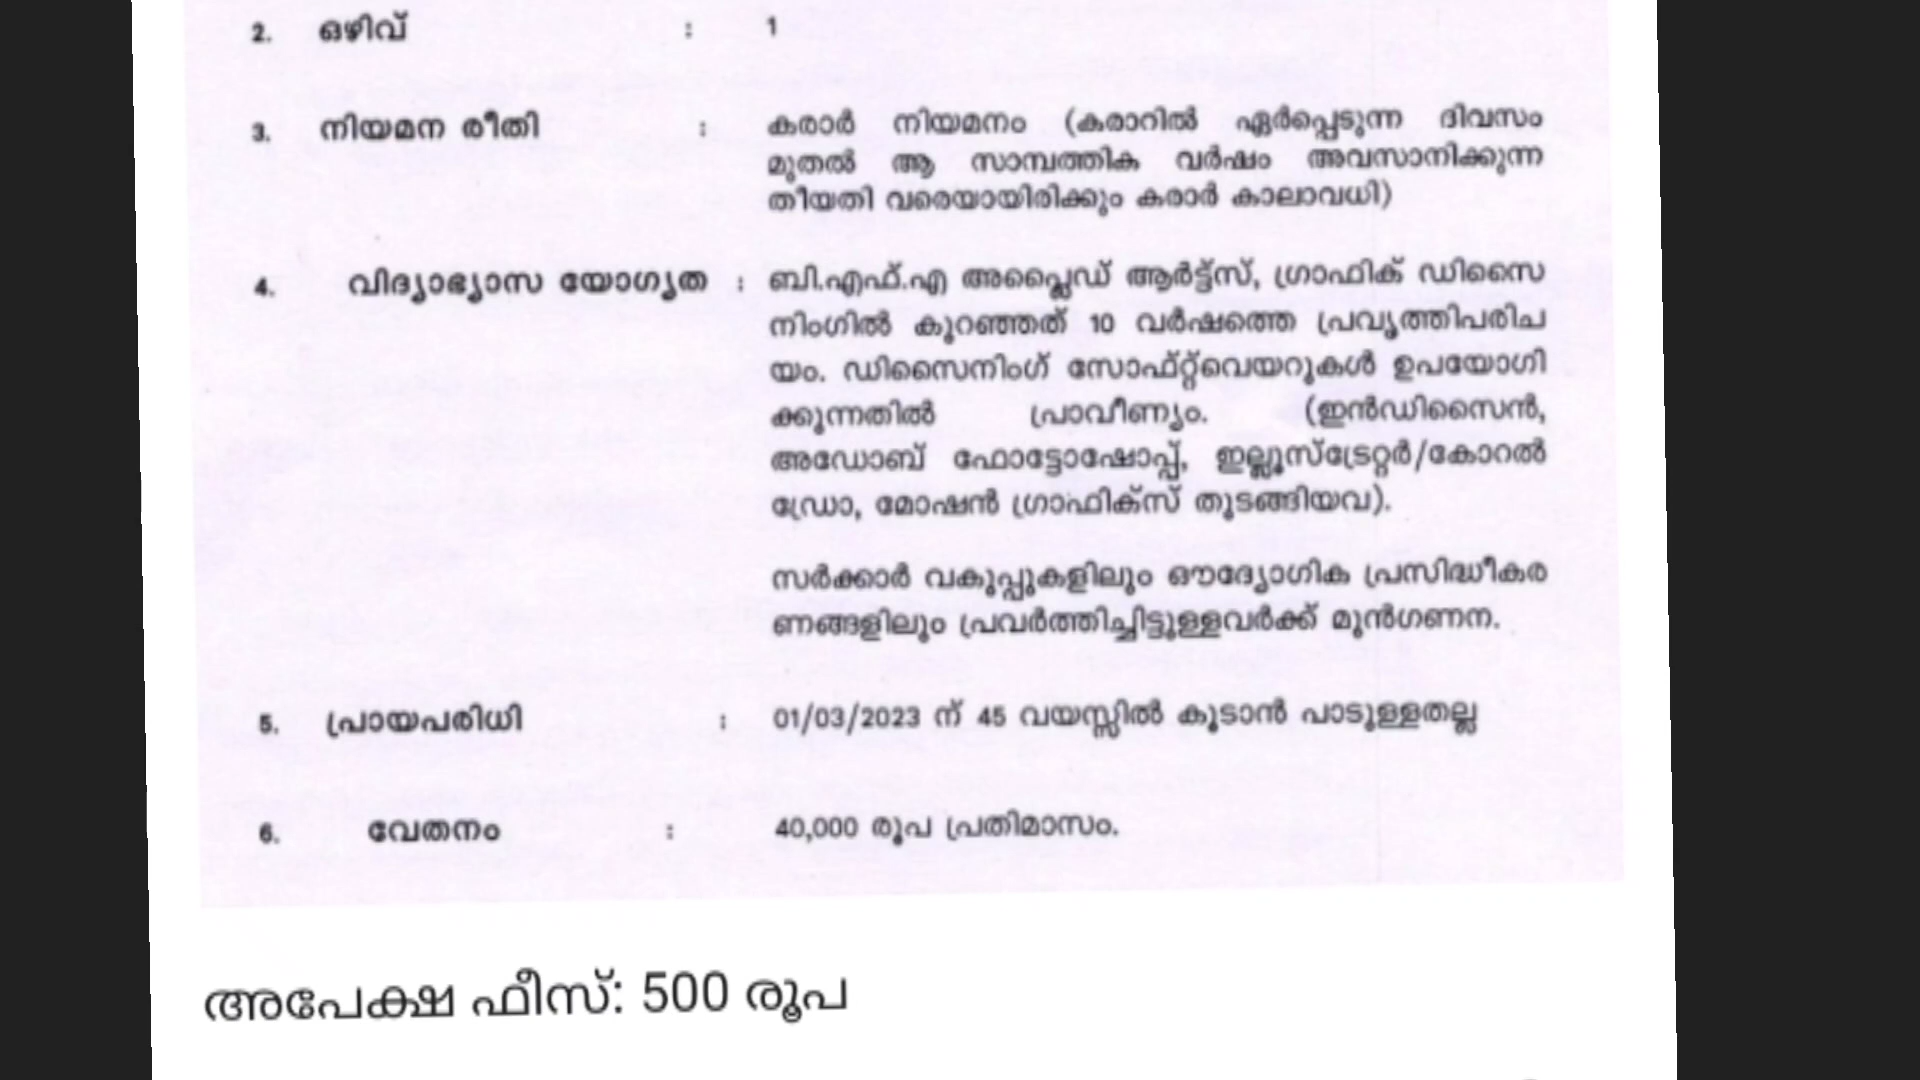 2. ഒഴിവ് : 1
3. നിയമന രീതി : കരാർ നിയമനം (കരാറിൽ ഏർപ്പെടുന്ന ദിവസം
മുതൽ ആ സാമ്പത്തിക വർഷം അവസാനിക്കുന്ന
തീയതി വരെയായിരിക്കും കരാർ കാലാവധി)
4. വിദ്യാഭ്യാസ യോഗ്യത : ബി.എഫ്.എ അപ്ലൈഡ് ആർട്ട്സ്, ഗ്രാഫിക് ഡിസൈ
നിംഗിൽ കുറഞ്ഞത് 10 വർഷത്തെ പ്രവൃത്തിപരിച
യം. ഡിസൈനിംഗ് സോഫ്റ്റ്‌വെയറുകൾ ഉപയോഗി
ക്കുന്നതിൽ പ്രാവീണ്യം. (ഇൻഡിസൈൻ,
അഡോബ് ഫോട്ടോഷോപ്പ്, ഇല്ലൂസ്ട്രേറ്റർ/കോറൽ
ഡ്രോ, മോഷൻ ഗ്രാഫിക്സ് തുടങ്ങിയവ).
സർക്കാർ വകുപ്പുകളിലും ഔദ്യോഗിക പ്രസിദ്ധീകര
ണങ്ങളിലും പ്രവർത്തിച്ചിട്ടുള്ളവർക്ക് മുൻഗണന.
5. പ്രായപരിധി : 01/03/2023 ന് 45 വയസ്സിൽ കൂടാൻ പാടുള്ളതല്ല
6. വേതനം : 40,000 രൂപ പ്രതിമാസം.
അപേക്ഷ ഫീസ്: 500 രൂപ